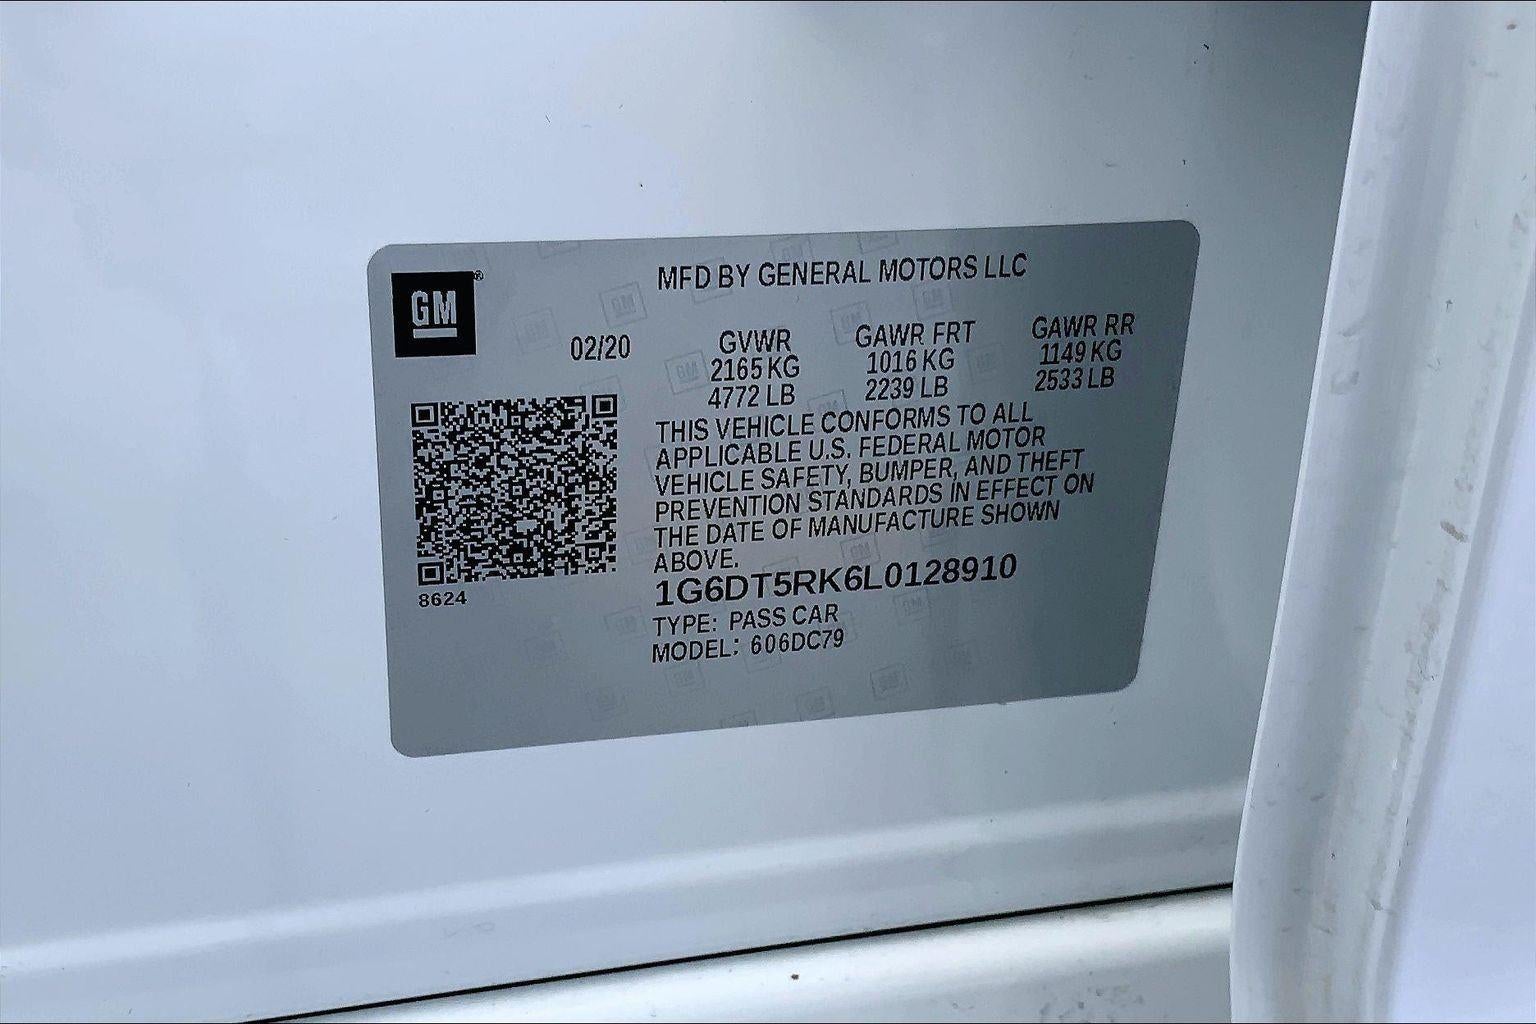 GM®
MFD BY GENERAL MOTORS LLC
02/20
GVWR
2165 KG
4772 LB
GAWR FRT
1016 KG
2239 LB
GAWR RR
1149 KG
2533 LB
THIS VEHICLE CONFORMS TO ALL
APPLICABLE U.S. FEDERAL MOTOR
VEHICLE SAFETY, BUMPER, AND THEFT
PREVENTION STANDARDS IN EFFECT ON
THE DATE OF MANUFACTURE SHOWN
ABOVE.
1G6DT5RK6L0128910
TYPE: PASS CAR
MODEL: 606DC79
8624